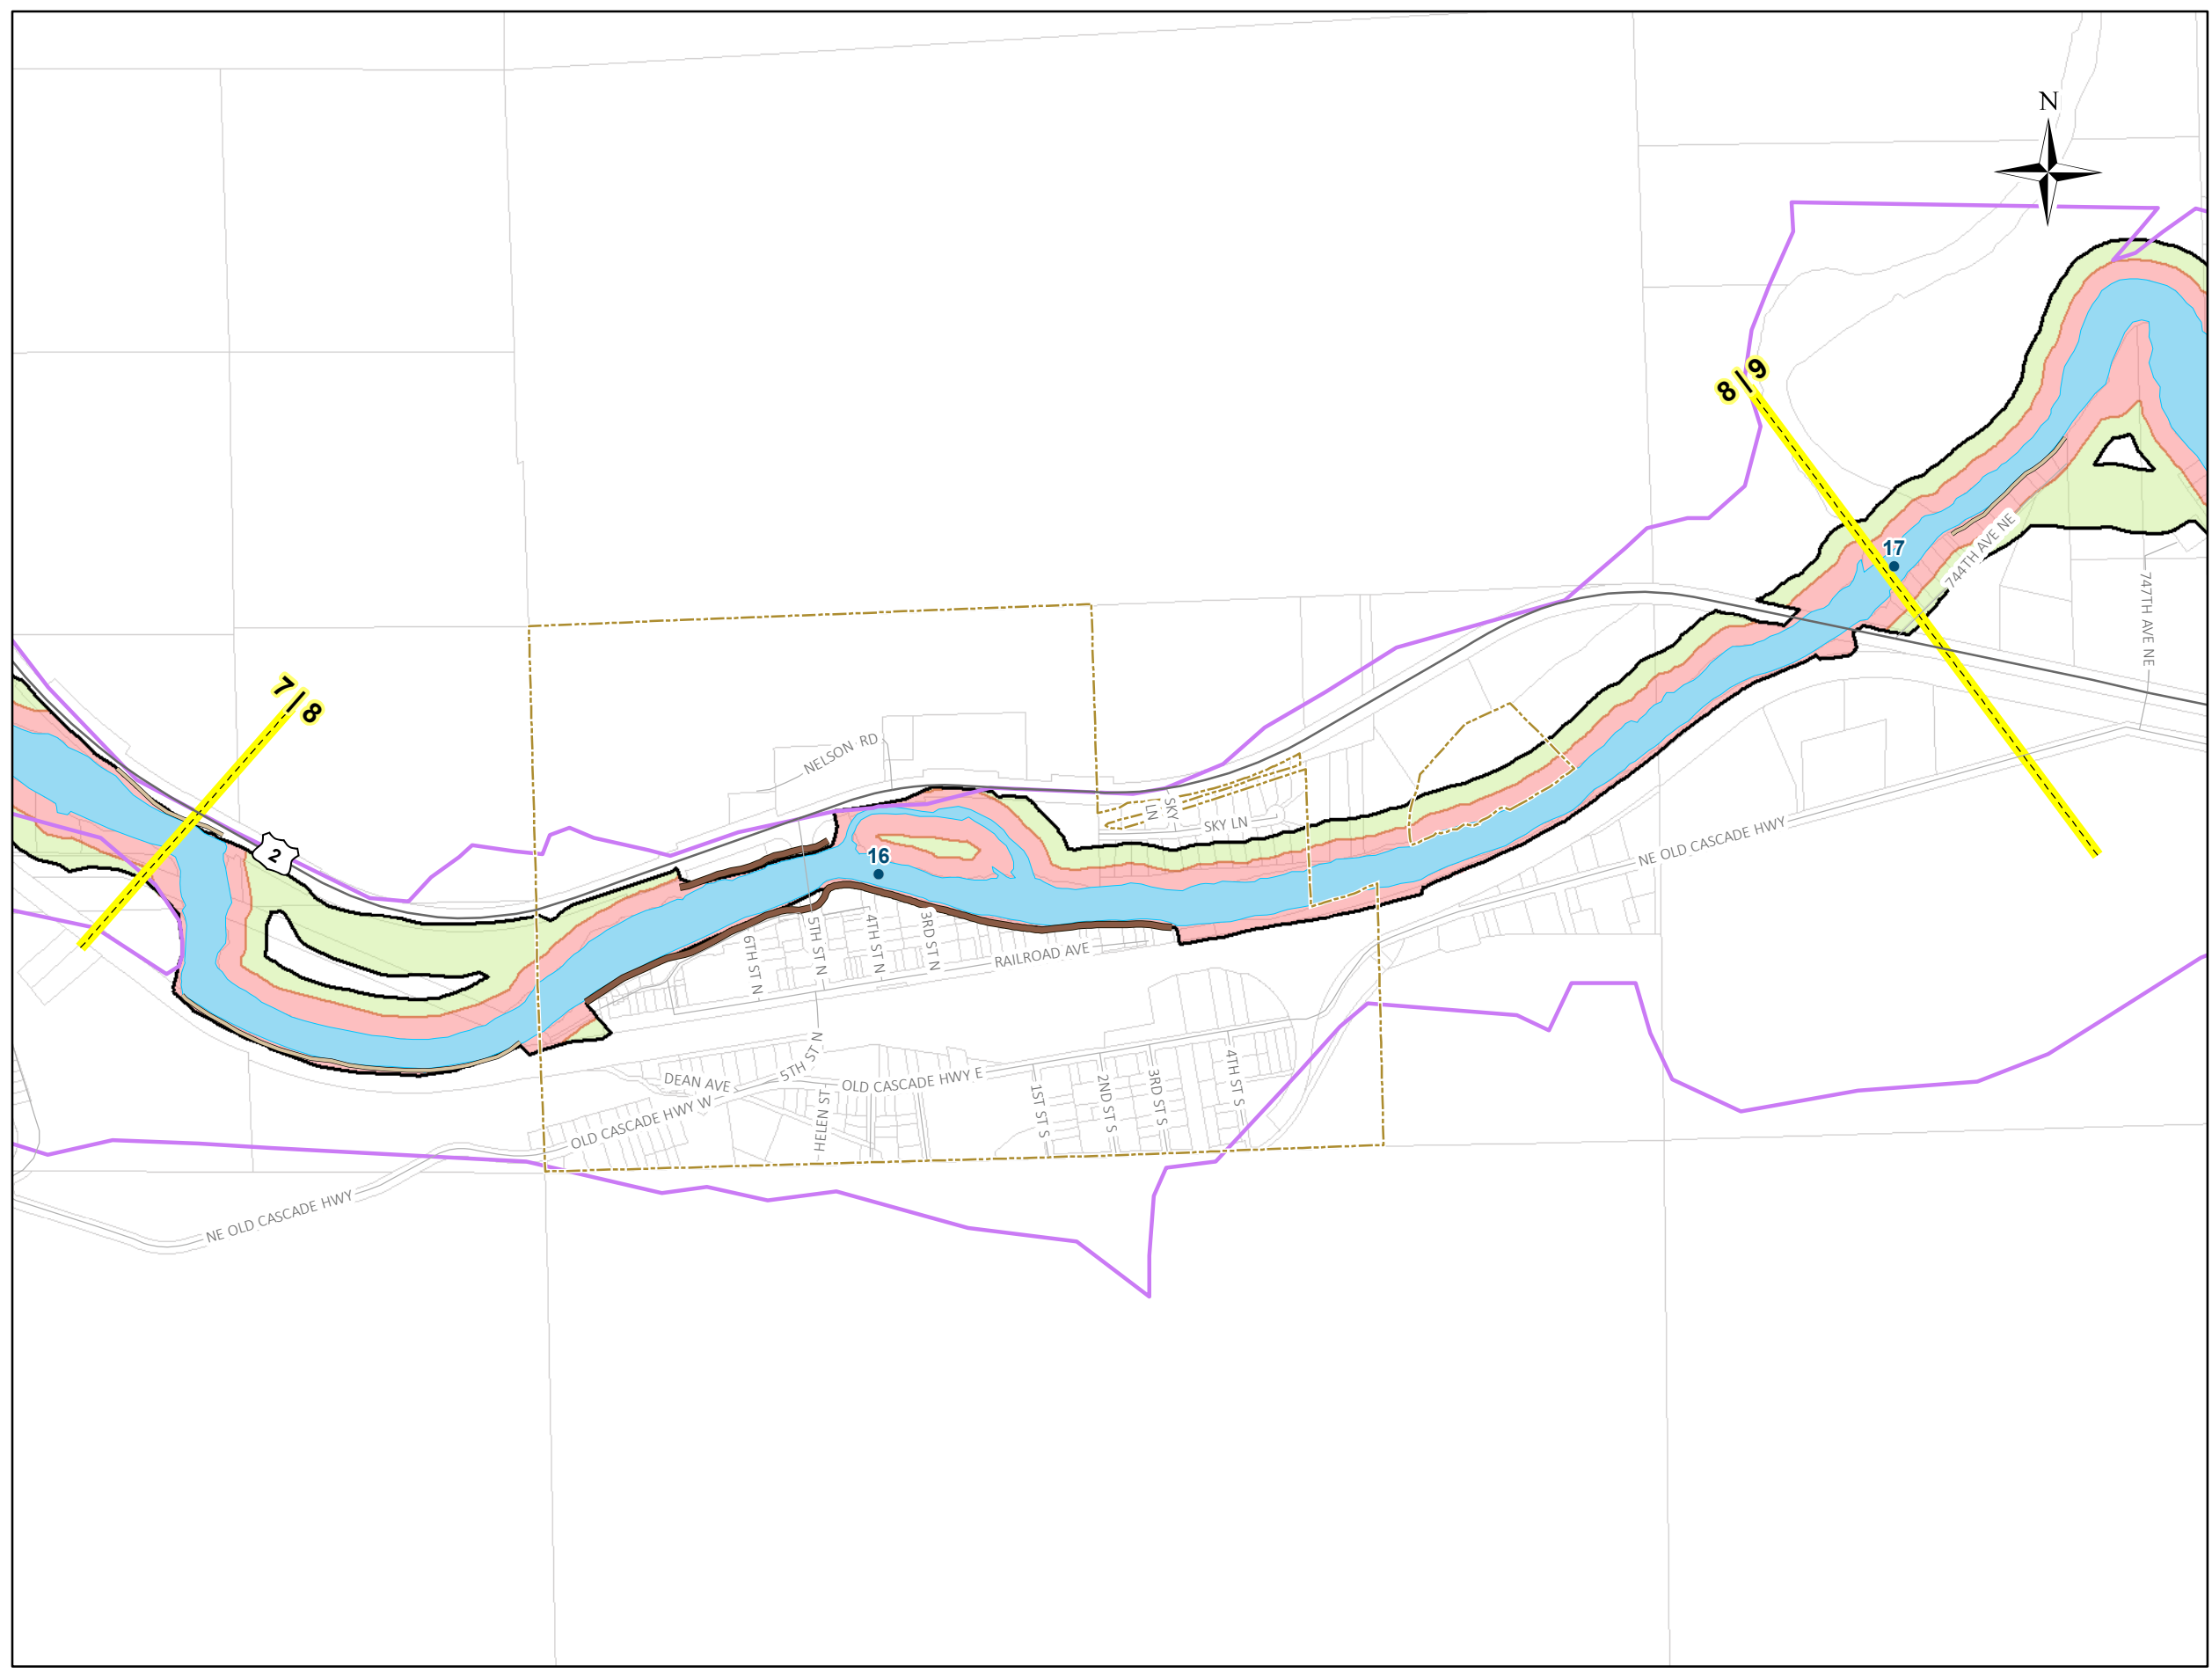 N
8 | 9
17
744TH AVE NE
747TH AVE NE
7 | 8
2
NELSON RD
SKY
LN
SKY LN
16
NE OLD CASCADE HWY
6TH ST N
5TH ST N
4TH ST N
3RD ST N
RAILROAD AVE
5TH ST N
DEAN AVE
OLD CASCADE HWY E
OLD CASCADE HWY W
HELEN ST
1ST ST S
2ND ST S
3RD ST S
4TH ST S
NE OLD CASCADE HWY